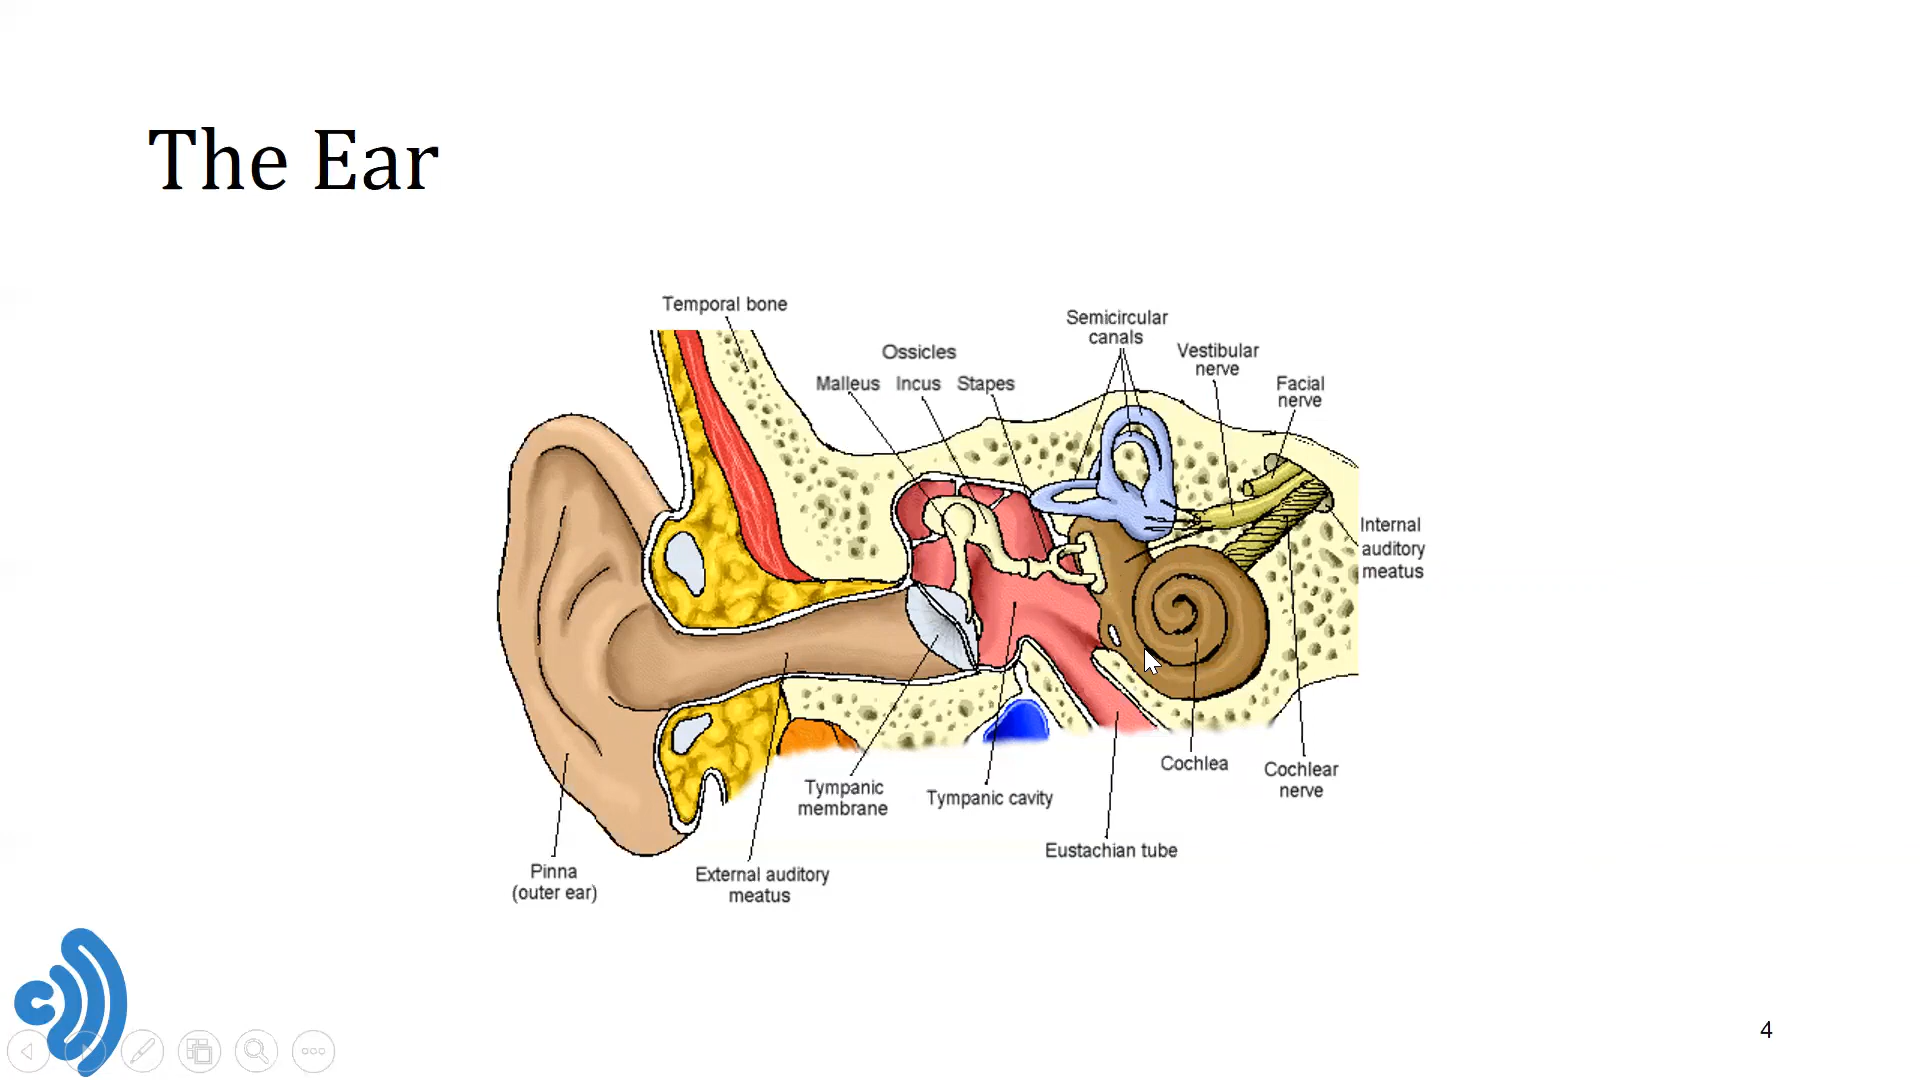 The Ear
Temporal bone
Semicircular
canals
Ossicles
Vestibular
nerve
Malleus Incus Stapes
Facial
nerve
Internal
auditory
meatus
Cochlea
Cochlear
nerve
Tympanic
membrane
Tympanic cavity
Eustachian tube
Pinna
(outer ear)
External auditory
meatus
4